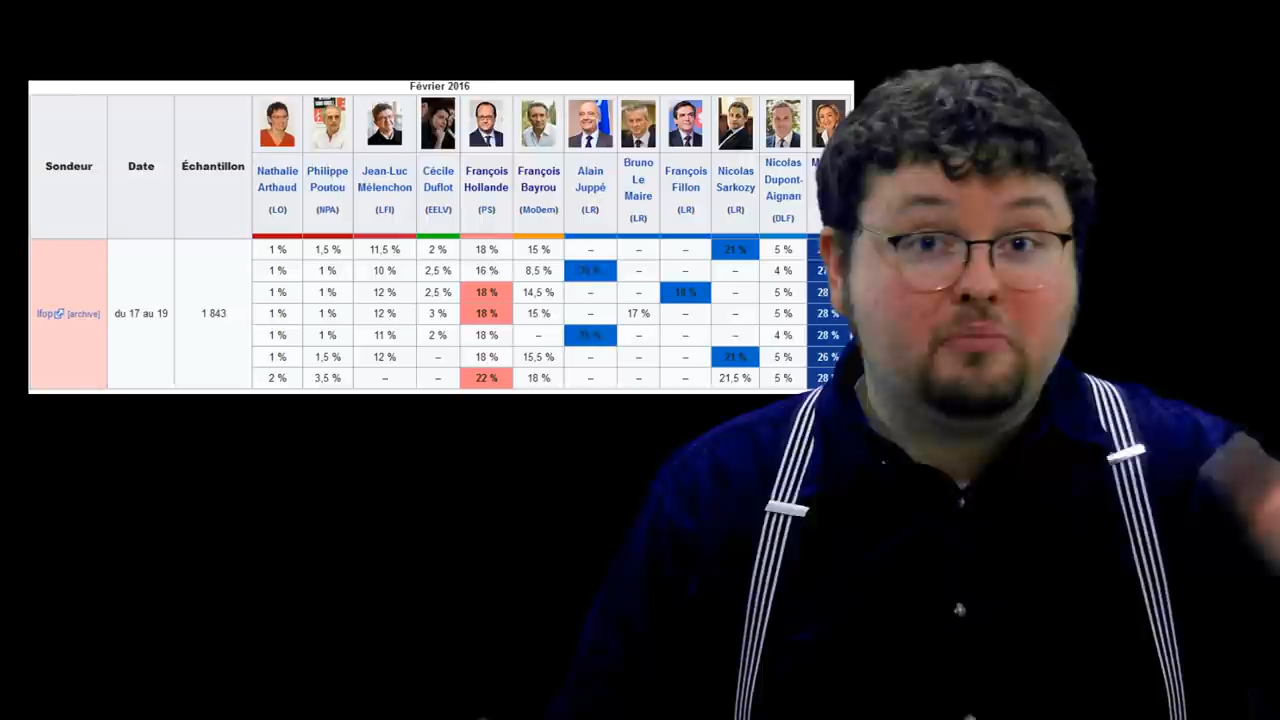 Février 2016
Sondeur Date Échantillon
Nathalie Arthaud (LO)
Philippe Poutou (NPA)
Jean-Luc Mélenchon (LFI)
Cécile Duflot (EELV)
François Hollande (PS)
François Bayrou (MoDem)
Alain Juppé (LR)
Bruno Le Maire (LR)
François Fillon (LR)
Nicolas Sarkozy (LR)
Nicolas Dupont-Aignan (DLF)
Ifop [archive] du 17 au 19 1 843
1 % 1,5 % 11,5 % 2 % 18 % 15 % – – – 21 % 5 %
1 % 1 % 10 % 2,5 % 16 % 8,5 % – – – 4 % 27
1 % 1 % 12 % 2,5 % 18 % 14,5 % – – 18 % – 5 % 28
1 % 1 % 12 % 3 % 18 % 15 % – 17 % – – 5 % 28 %
1 % 1 % 11 % 2 % 18 % – – – – 4 % 28 %
1 % 1,5 % 12 % – 18 % 15,5 % – – – 21 % 5 % 26 %
2 % 3,5 % – – 22 % 18 % – – – 21,5 % 5 % 28